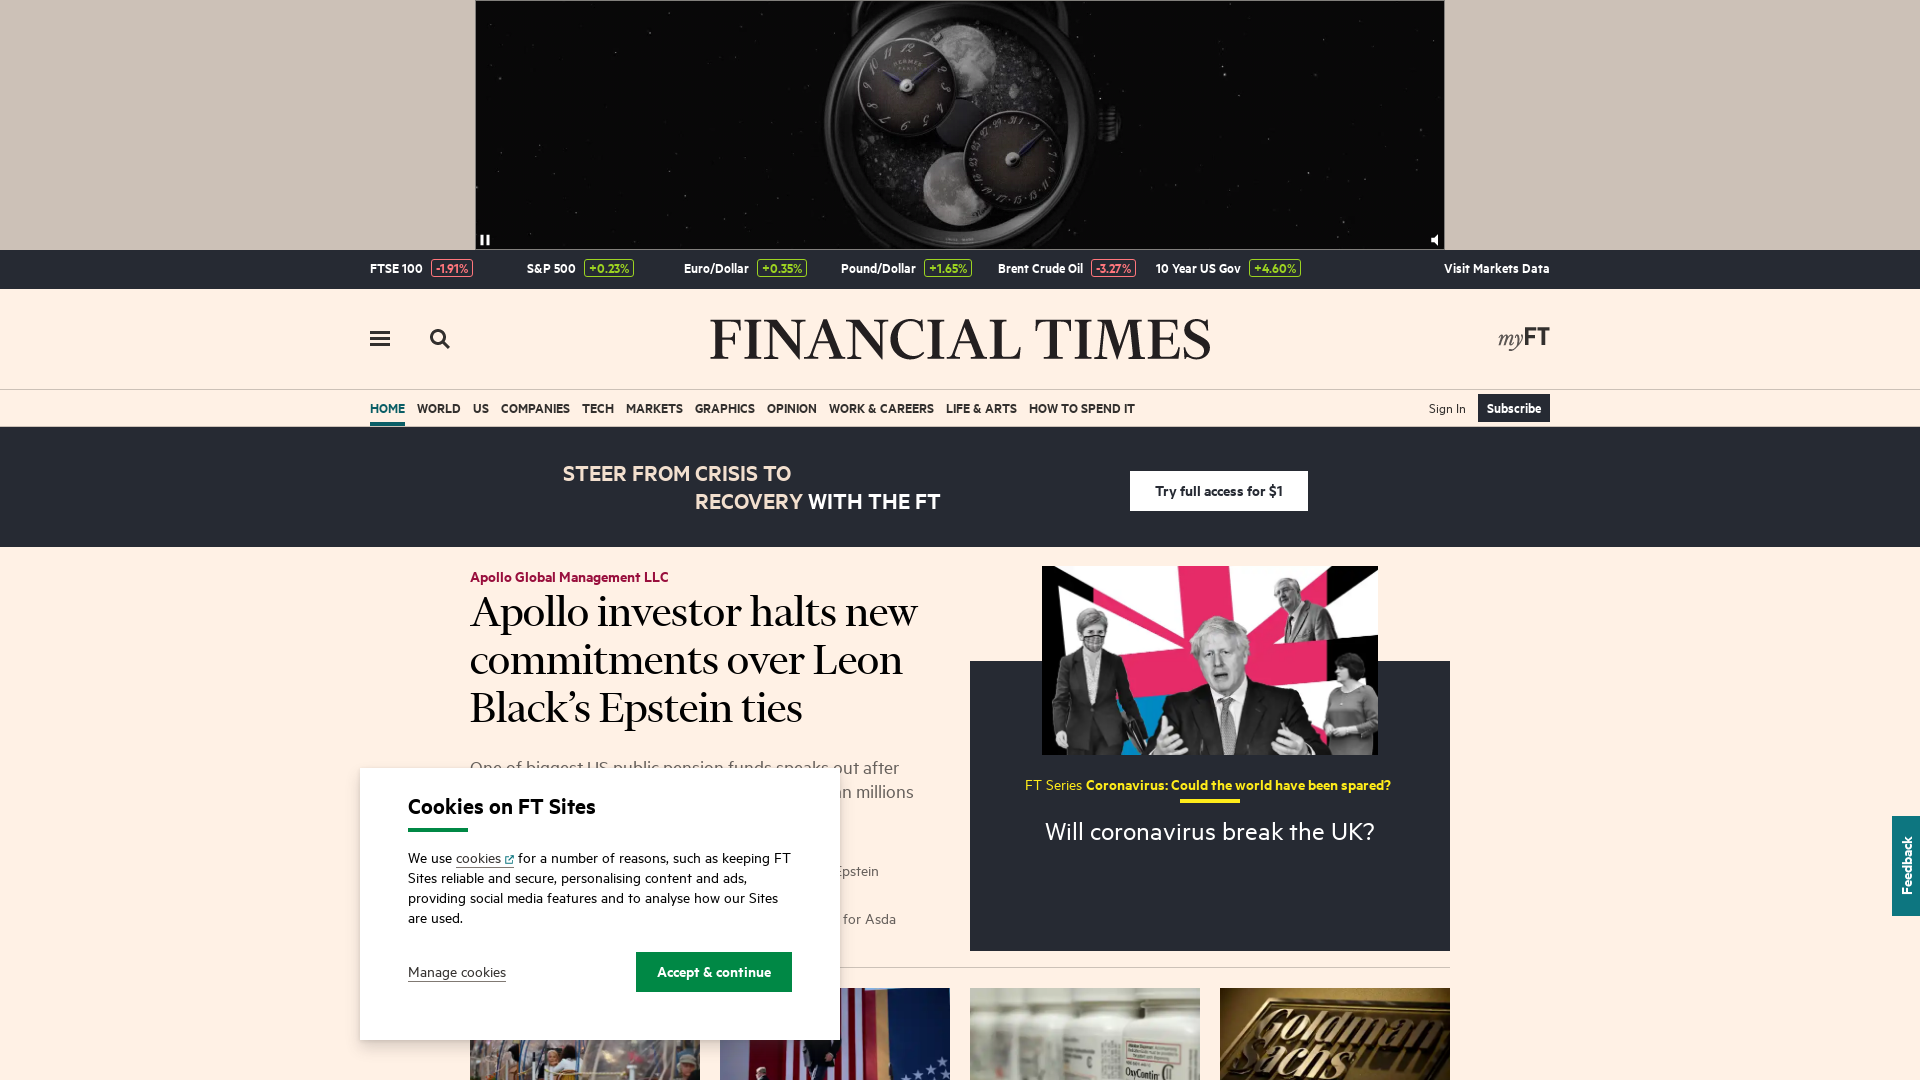 HERMÈS
PARIS
FTSE 100 -1.91% S&P 500 +0.23% Euro/Dollar +0.35% Pound/Dollar +1.65% Brent Crude Oil -3.27% 10 Year US Gov +4.60% Visit Markets Data
FINANCIAL TIMES
myFT
HOME WORLD US COMPANIES TECH MARKETS GRAPHICS OPINION WORK & CAREERS LIFE & ARTS HOW TO SPEND IT Sign In Subscribe
STEER FROM CRISIS TO
RECOVERY WITH THE FT
Try full access for $1
Apollo Global Management LLC
Apollo investor halts new
commitments over Leon
Black’s Epstein ties
One of biggest US public pension funds speaks out after
millions
Epstein
for Asda
FT Series Coronavirus: Could the world have been spared?
Will coronavirus break the UK?
Feedback
Cookies on FT Sites
We use cookies for a number of reasons, such as keeping FT
Sites reliable and secure, personalising content and ads,
providing social media features and to analyse how our Sites
are used.
Manage cookies
Accept & continue
OxyContin
Goldman
Sachs